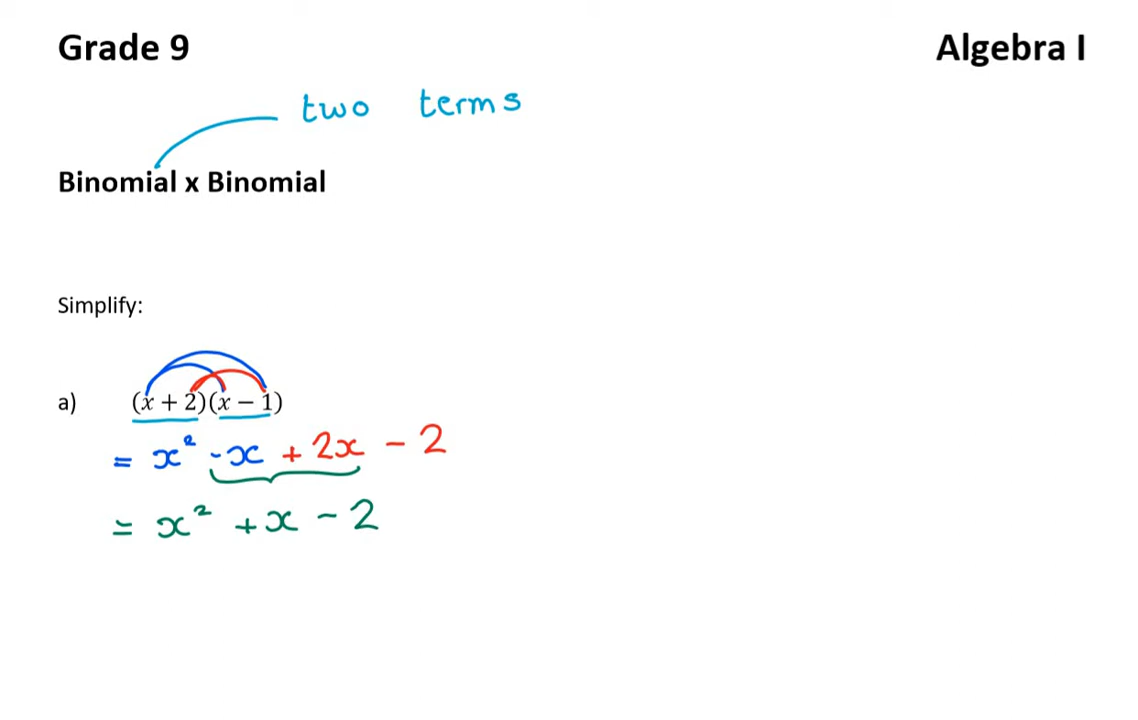 Grade 9 Algebra I
two terms
Binomial x Binomial
Simplify:
a) (x + 2)(x − 1)
= x² - x + 2x - 2
= x² + x - 2